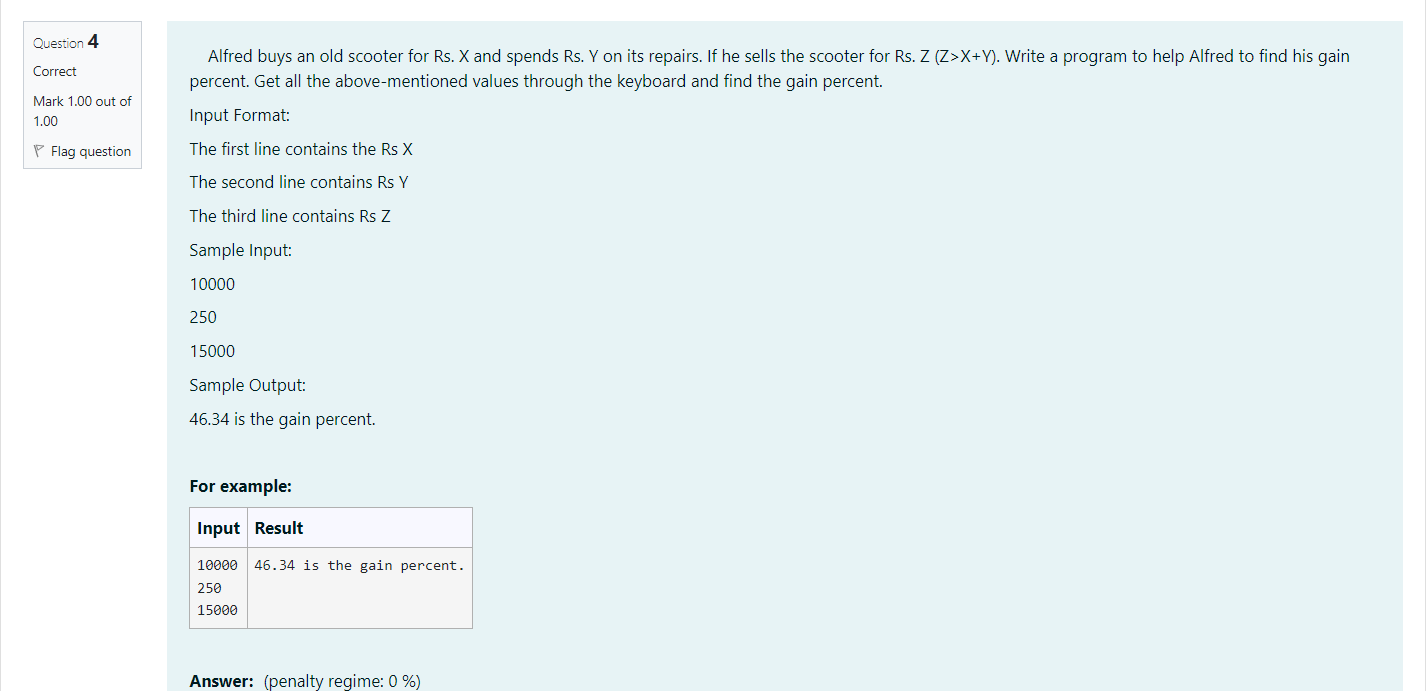 Question 4
Correct
Mark 1.00 out of
1.00
Flag question
Alfred buys an old scooter for Rs. X and spends Rs. Y on its repairs. If he sells the scooter for Rs. Z (Z>X+Y). Write a program to help Alfred to find his gain
percent. Get all the above-mentioned values through the keyboard and find the gain percent.
Input Format:
The first line contains the Rs X
The second line contains Rs Y
The third line contains Rs Z
Sample Input:
10000
250
15000
Sample Output:
46.34 is the gain percent.
For example:
Input Result
10000 46.34 is the gain percent.
250
15000
Answer: (penalty regime: 0 %)